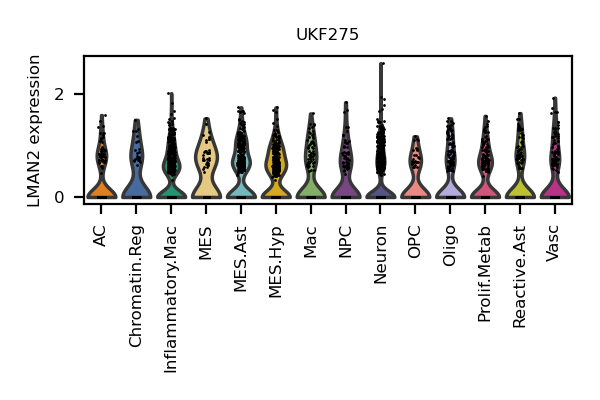 UKF275
LMAN2 expression
2
0
AC
Chromatin.Reg
Inflammatory.Mac
MES
MES.Ast
MES.Hyp
Mac
NPC
Neuron
OPC
Oligo
Prolif.Metab
Reactive.Ast
Vasc